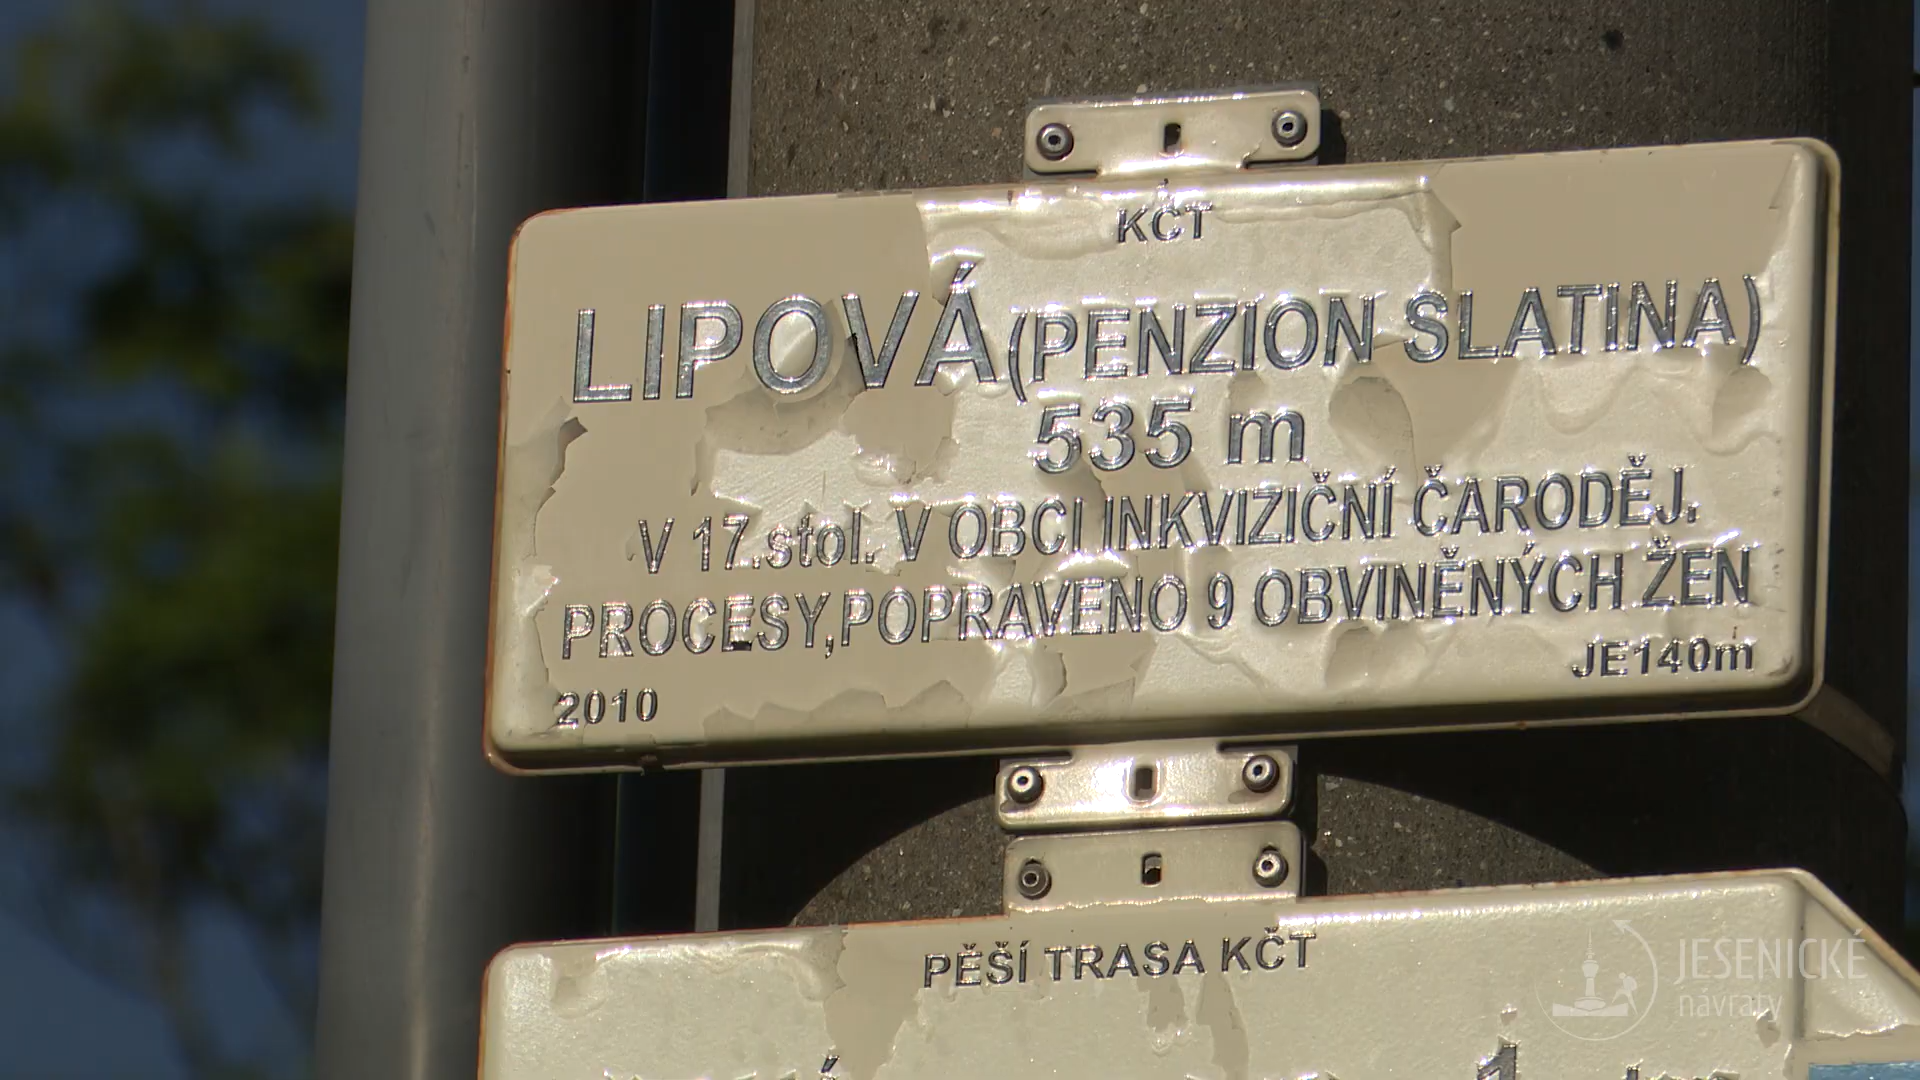 KČT
LIPOVÁ (PENZION SLATINA)
535 m
V 17.stol. V OBCI INKVIZIČNÍ ČARODĚJ.
PROCESY,POPRAVENO 9 OBVINĚNÝCH ŽEN
JE140m
2010
PĚŠÍ TRASA KČT
JESENICKÉ
návraty